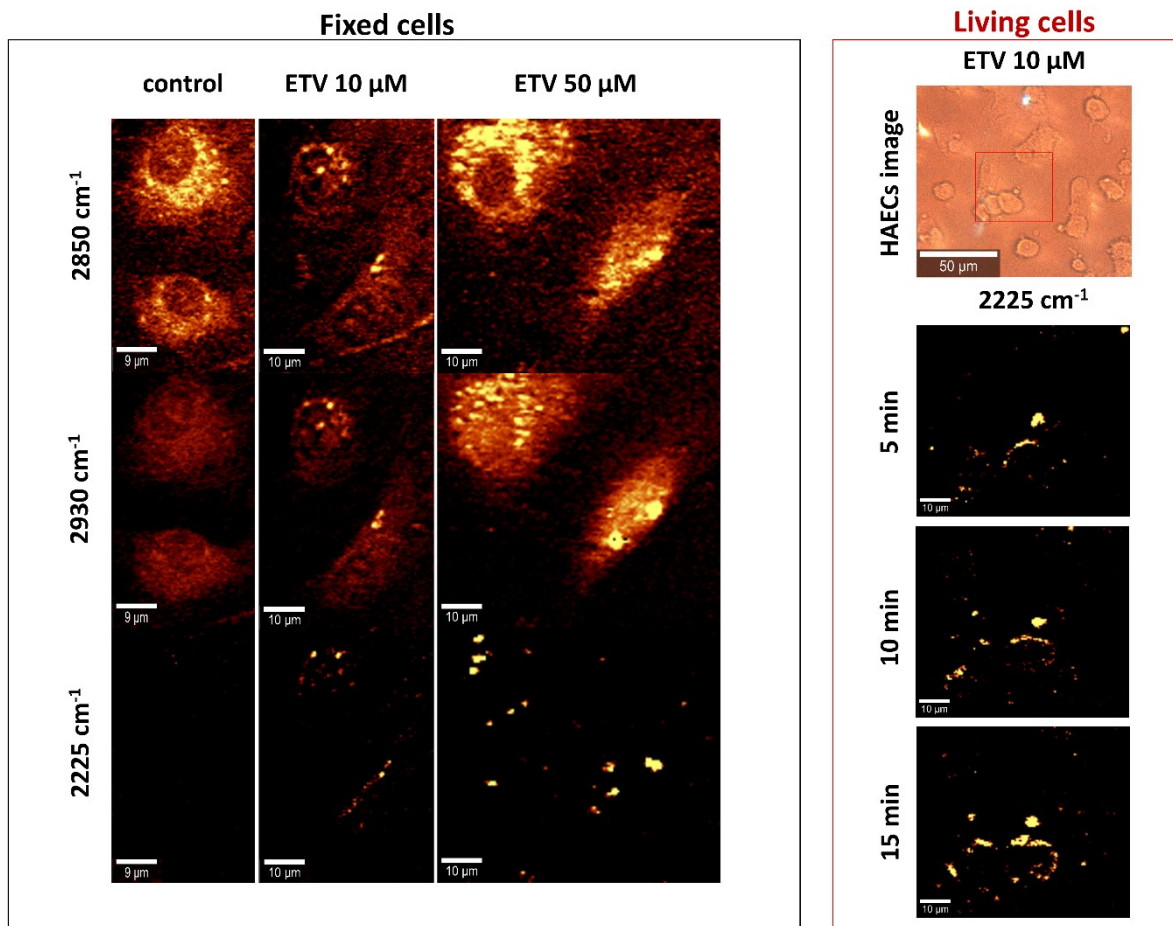 Fixed cells
control ETV 10 µM ETV 50 µM
2850 cm⁻¹
9 µm 10 µm 10 µm
2930 cm⁻¹
9 µm 10 µm 10 µm
2225 cm⁻¹
9 µm 10 µm 10 µm
Living cells
ETV 10 µM
HAECs image
50 µm
2225 cm⁻¹
5 min
10 µm
10 min
10 µm
15 min
10 µm